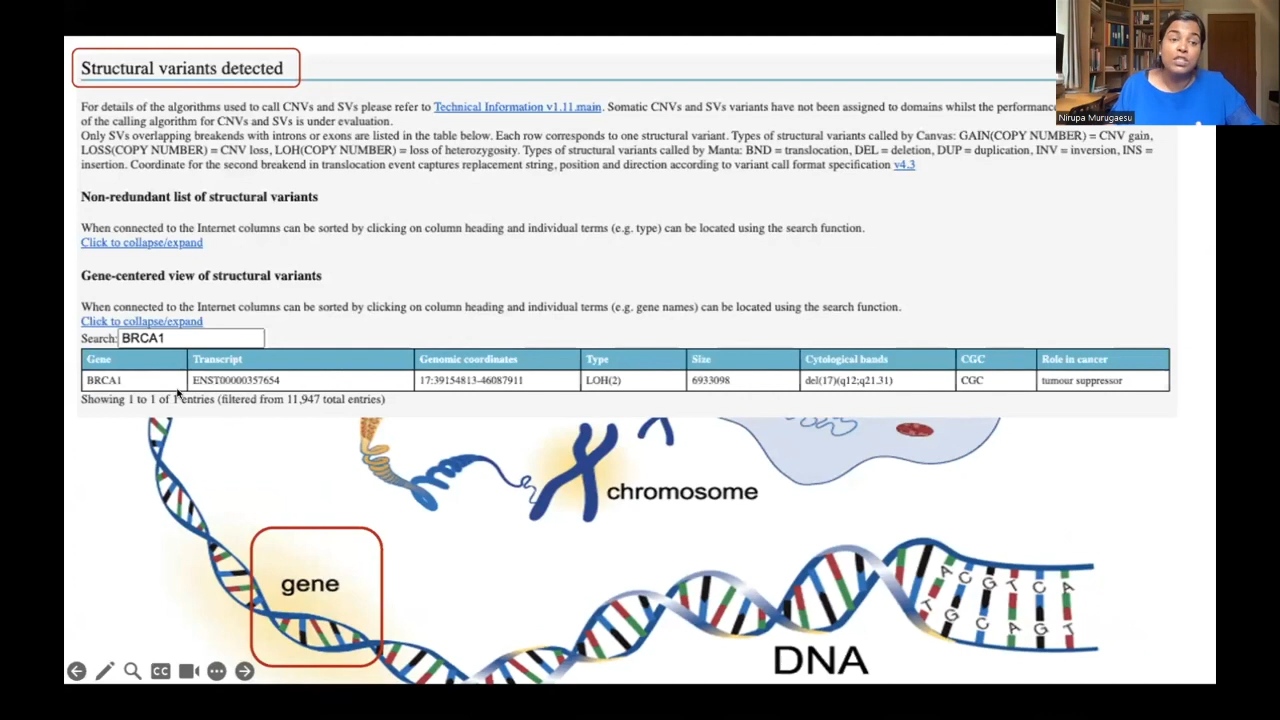 Structural variants detected
For details of the algorithms used to call CNVs and SVs please refer to Technical Information v1.11.main. Somatic CNVs and SVs variants have not been assigned to domains whilst the performanc
of the calling algorithm for CNVs and SVs is under evaluation.
Only SVs overlapping breakends with introns or exons are listed in the table below. Each row corresponds to one structural variant. Types of structural variants called by Canvas: GAIN(COPY NUMBER) = CNV gain,
LOSS(COPY NUMBER) = CNV loss, LOH(COPY NUMBER) = loss of heterozygosity. Types of structural variants called by Manta: BND = translocation, DEL = deletion, DUP = duplication, INV = inversion, INS =
insertion. Coordinate for the second breakend in translocation event captures replacement string, position and direction according to variant call format specification v4.3
Nirupa Murugaesu
Non-redundant list of structural variants
When connected to the Internet columns can be sorted by clicking on column heading and individual terms (e.g. type) can be located using the search function.
Click to collapse/expand
Gene-centered view of structural variants
When connected to the Internet columns can be sorted by clicking on column heading and individual terms (e.g. gene names) can be located using the search function.
Click to collapse/expand
Search: BRCA1
Gene Transcript Genomic coordinates Type Size Cytological bands CGC Role in cancer
BRCA1 ENST00000357654 17:39154813-46087911 LOH(2) 6933098 del(17)(q12;q21.31) CGC tumour suppressor
Showing 1 to 1 of 1 entries (filtered from 11,947 total entries)
chromosome
gene
A C G T C A
T G C A G T
DNA
CC